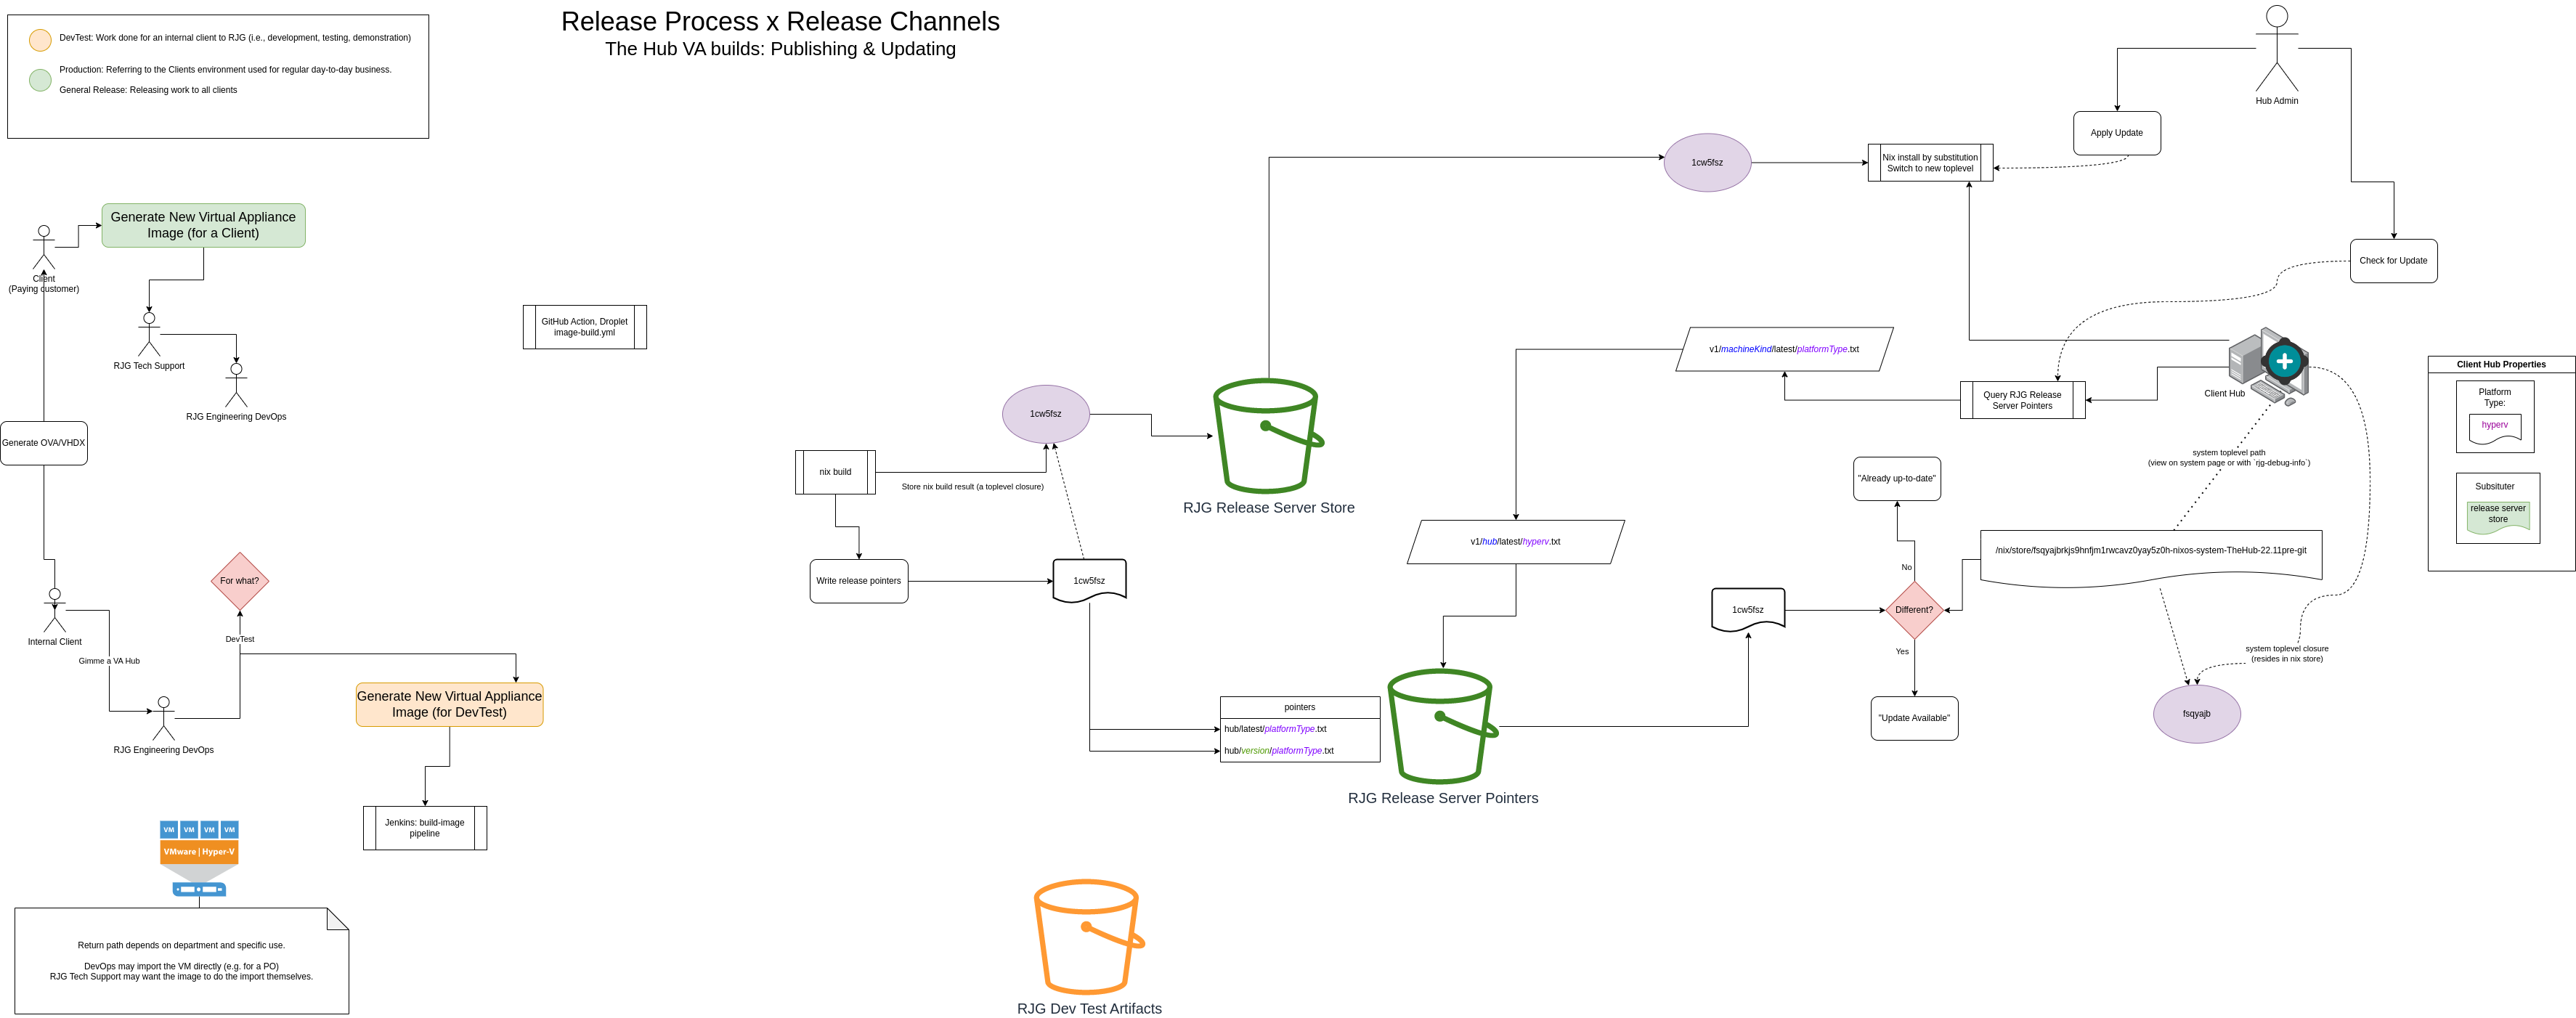 Release Process x Release Channels
The Hub VA builds: Publishing & Updating
DevTest: Work done for an internal client to RJG (i.e., development, testing, demonstration)
Production: Referring to the Clients environment used for regular day-to-day business.
General Release: Releasing work to all clients
Hub Admin
Apply Update
Check for Update
1cw5fsz
Nix install by substitution
Switch to new toplevel
Generate New Virtual Appliance
Image (for a Client)
Client
(Paying customer)
RJG Tech Support
RJG Engineering DevOps
Generate OVA/VHDX
GitHub Action, Droplet
image-build.yml
1cw5fsz
nix build
Store nix build result (a toplevel closure)
RJG Release Server Store
Write release pointers
1cw5fsz
v1/machineKind/latest/platformType.txt
Query RJG Release
Server Pointers
Client Hub
Client Hub Properties
Platform
Type:
hyperv
Subsituter
release server
store
system toplevel path
(view on system page or with `rjg-debug-info`)
"Already up-to-date"
v1/hub/latest/hyperv.txt
/nix/store/fsqyajbrkjs9hnfjm1rwcavz0yay5z0h-nixos-system-TheHub-22.11pre-git
No
1cw5fsz
Different?
Yes
"Update Available"
system toplevel closure
(resides in nix store)
fsqyajb
pointers
hub/latest/platformType.txt
hub/version/platformType.txt
RJG Release Server Pointers
For what?
Internal Client
DevTest
Gimme a VA Hub
RJG Engineering DevOps
Generate New Virtual Appliance
Image (for DevTest)
Jenkins: build-image
pipeline
VM VM VM VM
VMware | Hyper-V
Return path depends on department and specific use.
DevOps may import the VM directly (e.g. for a PO)
RJG Tech Support may want the image to do the import themselves.
RJG Dev Test Artifacts